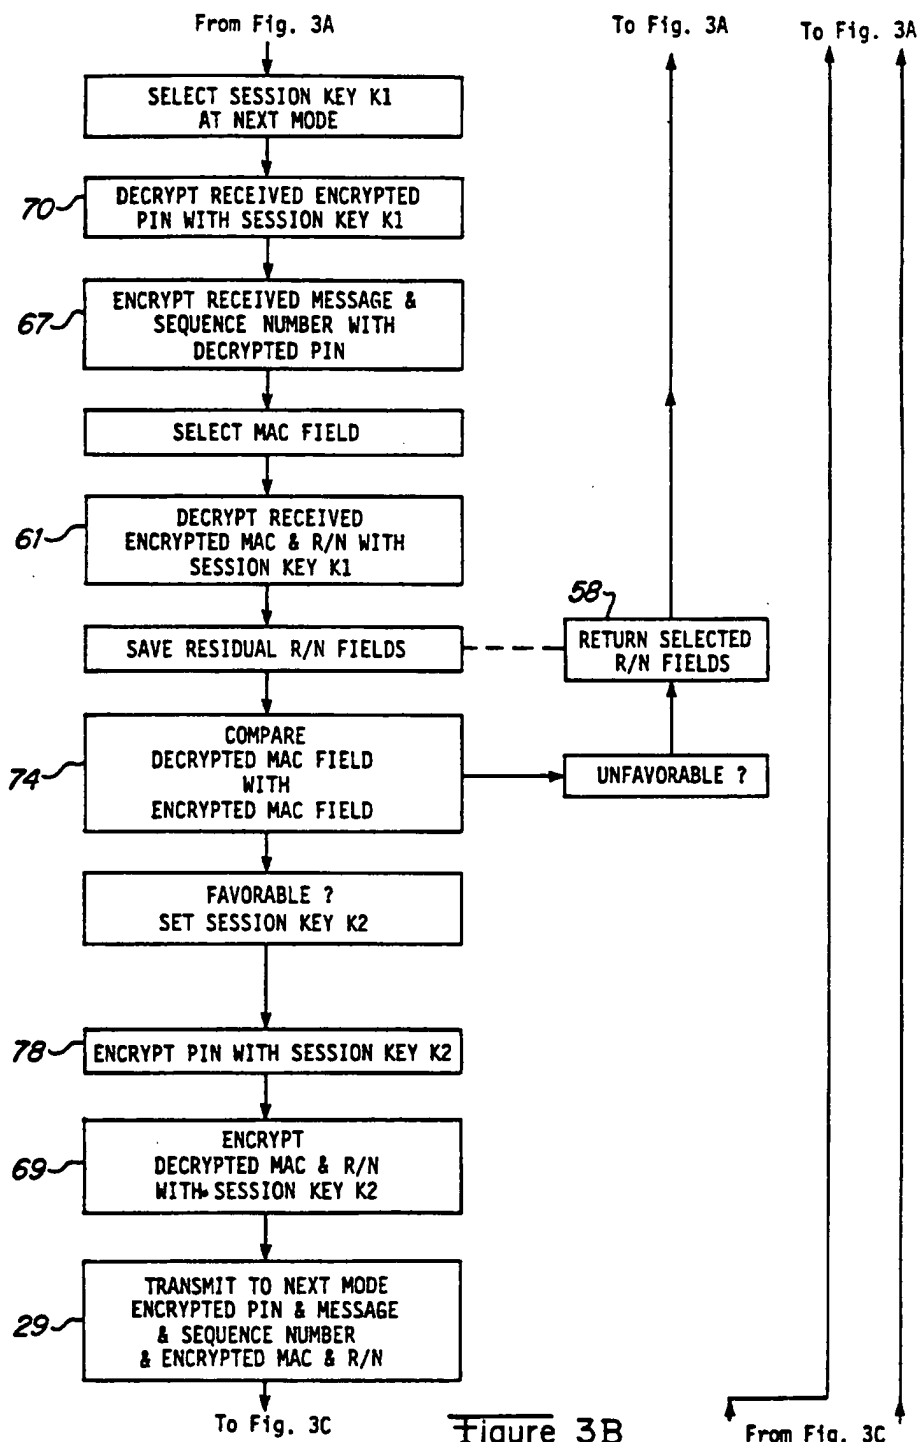 From Fig. 3A
To Fig. 3A
To Fig. 3A
SELECT SESSION KEY K1
AT NEXT MODE
70
DECRYPT RECEIVED ENCRYPTED
PIN WITH SESSION KEY K1
67
ENCRYPT RECEIVED MESSAGE &
SEQUENCE NUMBER WITH
DECRYPTED PIN
SELECT MAC FIELD
61
DECRYPT RECEIVED
ENCRYPTED MAC & R/N WITH
SESSION KEY K1
58
SAVE RESIDUAL R/N FIELDS
RETURN SELECTED
R/N FIELDS
74
COMPARE
DECRYPTED MAC FIELD
WITH
ENCRYPTED MAC FIELD
UNFAVORABLE ?
FAVORABLE ?
SET SESSION KEY K2
78
ENCRYPT PIN WITH SESSION KEY K2
69
ENCRYPT
DECRYPTED MAC & R/N
WITH SESSION KEY K2
29
TRANSMIT TO NEXT MODE
ENCRYPTED PIN & MESSAGE
& SEQUENCE NUMBER
& ENCRYPTED MAC & R/N
To Fig. 3C
Figure 3B
From Fig. 3C